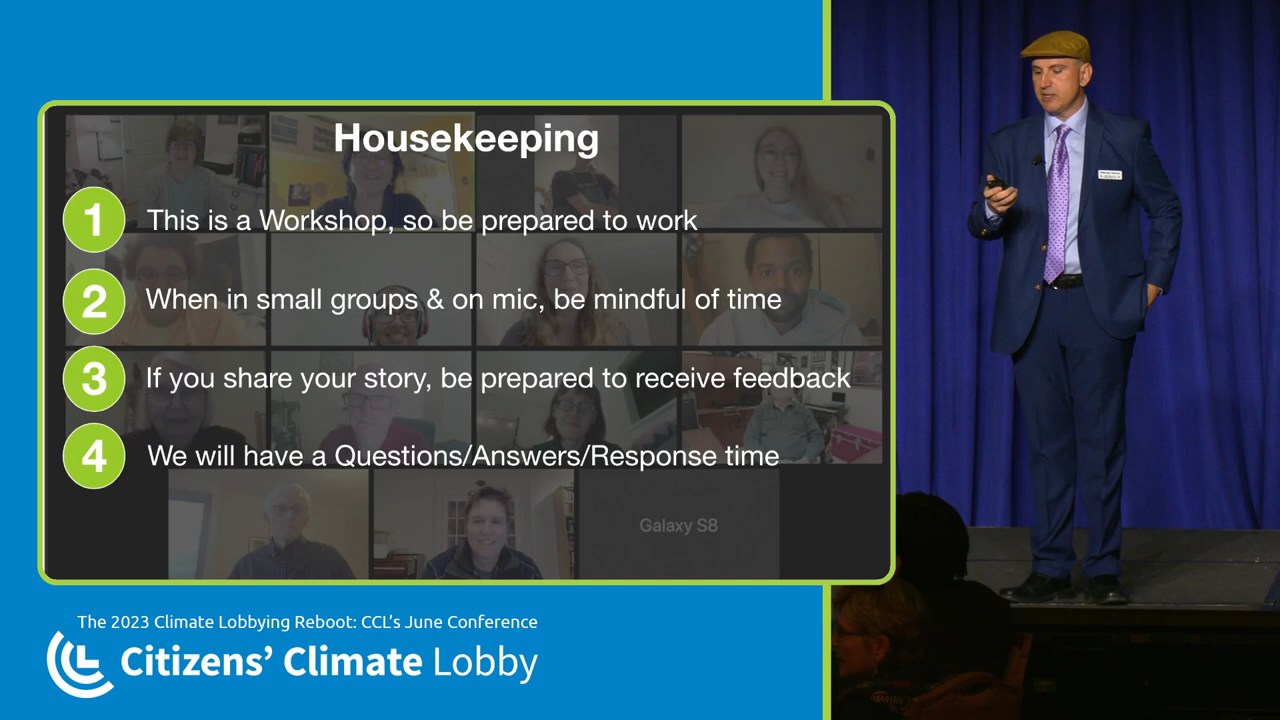 Housekeeping
1 This is a Workshop, so be prepared to work
2 When in small groups & on mic, be mindful of time
3 If you share your story, be prepared to receive feedback
4 We will have a Questions/Answers/Response time
Galaxy S8
The 2023 Climate Lobbying Reboot: CCL's June Conference
Citizens' Climate Lobby